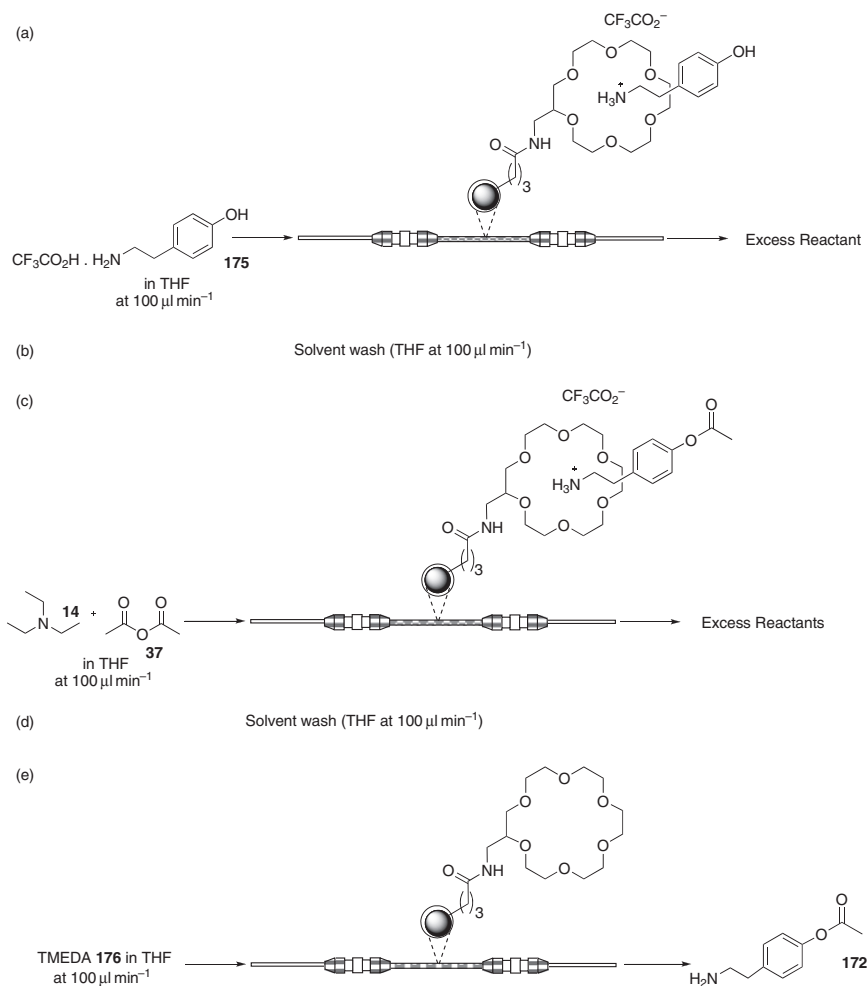 (a)
CF₃CO₂⁻
O
O
O
O
O
O
H₃N⁺
OH
O
NH
3
CF₃CO₂H . H₂N
OH
175
in THF
at 100 µl min⁻¹
Excess Reactant
(b)
Solvent wash (THF at 100 µl min⁻¹)
(c)
CF₃CO₂⁻
O
O
O
O
O
O
H₃N⁺
O
O
O
NH
3
N
14
+
O
O
O
37
in THF
at 100 µl min⁻¹
Excess Reactants
(d)
Solvent wash (THF at 100 µl min⁻¹)
(e)
O
O
O
O
O
O
O
NH
3
TMEDA 176 in THF
at 100 µl min⁻¹
O
O
H₂N
172